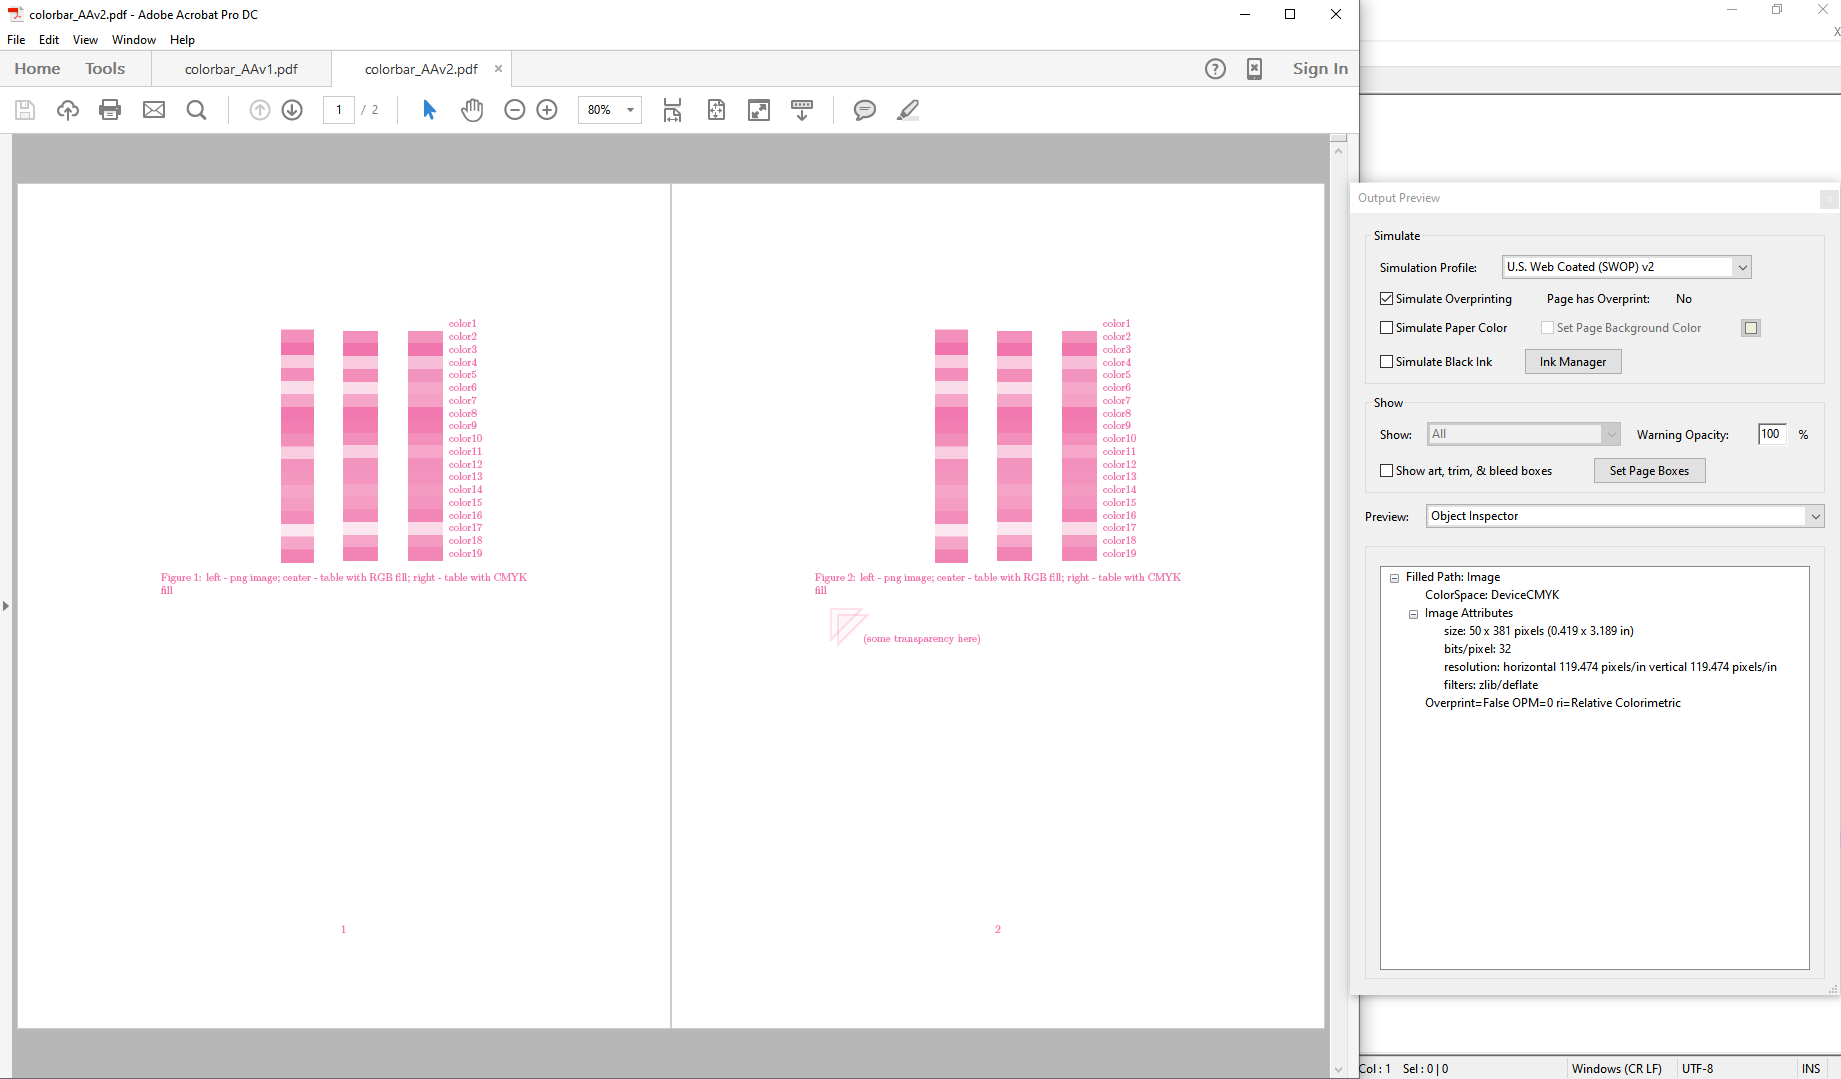 colorbar_AAv2.pdf - Adobe Acrobat Pro DC
File Edit View Window Help
Home Tools colorbar_AAv1.pdf colorbar_AAv2.pdf × Sign In
1 / 2 80%
color1
color2
color3
color4
color5
color6
color7
color8
color9
color10
color11
color12
color13
color14
color15
color16
color17
color18
color19
Figure 1: left - png image; center - table with RGB fill; right - table with CMYK
fill
1
color1
color2
color3
color4
color5
color6
color7
color8
color9
color10
color11
color12
color13
color14
color15
color16
color17
color18
color19
Figure 2: left - png image; center - table with RGB fill; right - table with CMYK
fill
(some transparency here)
2
X
Output Preview
Simulate
Simulation Profile: U.S. Web Coated (SWOP) v2
Simulate Overprinting Page has Overprint: No
Simulate Paper Color Set Page Background Color
Simulate Black Ink Ink Manager
Show
Show: All Warning Opacity: 100 %
Show art, trim, & bleed boxes Set Page Boxes
Preview: Object Inspector
Filled Path: Image
ColorSpace: DeviceCMYK
Image Attributes
size: 50 x 381 pixels (0.419 x 3.189 in)
bits/pixel: 32
resolution: horizontal 119.474 pixels/in vertical 119.474 pixels/in
filters: zlib/deflate
Overprint=False OPM=0 ri=Relative Colorimetric
Col : 1 Sel : 0 | 0 Windows (CR LF) UTF-8 INS